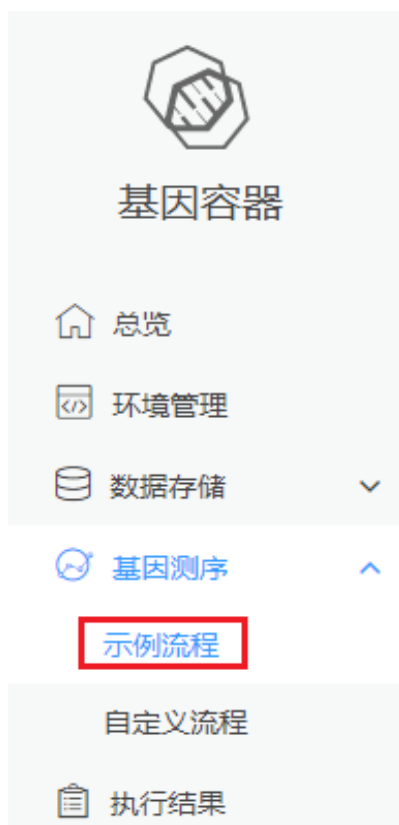 基因容器
总览
环境管理
数据存储
基因测序
示例流程
自定义流程
执行结果